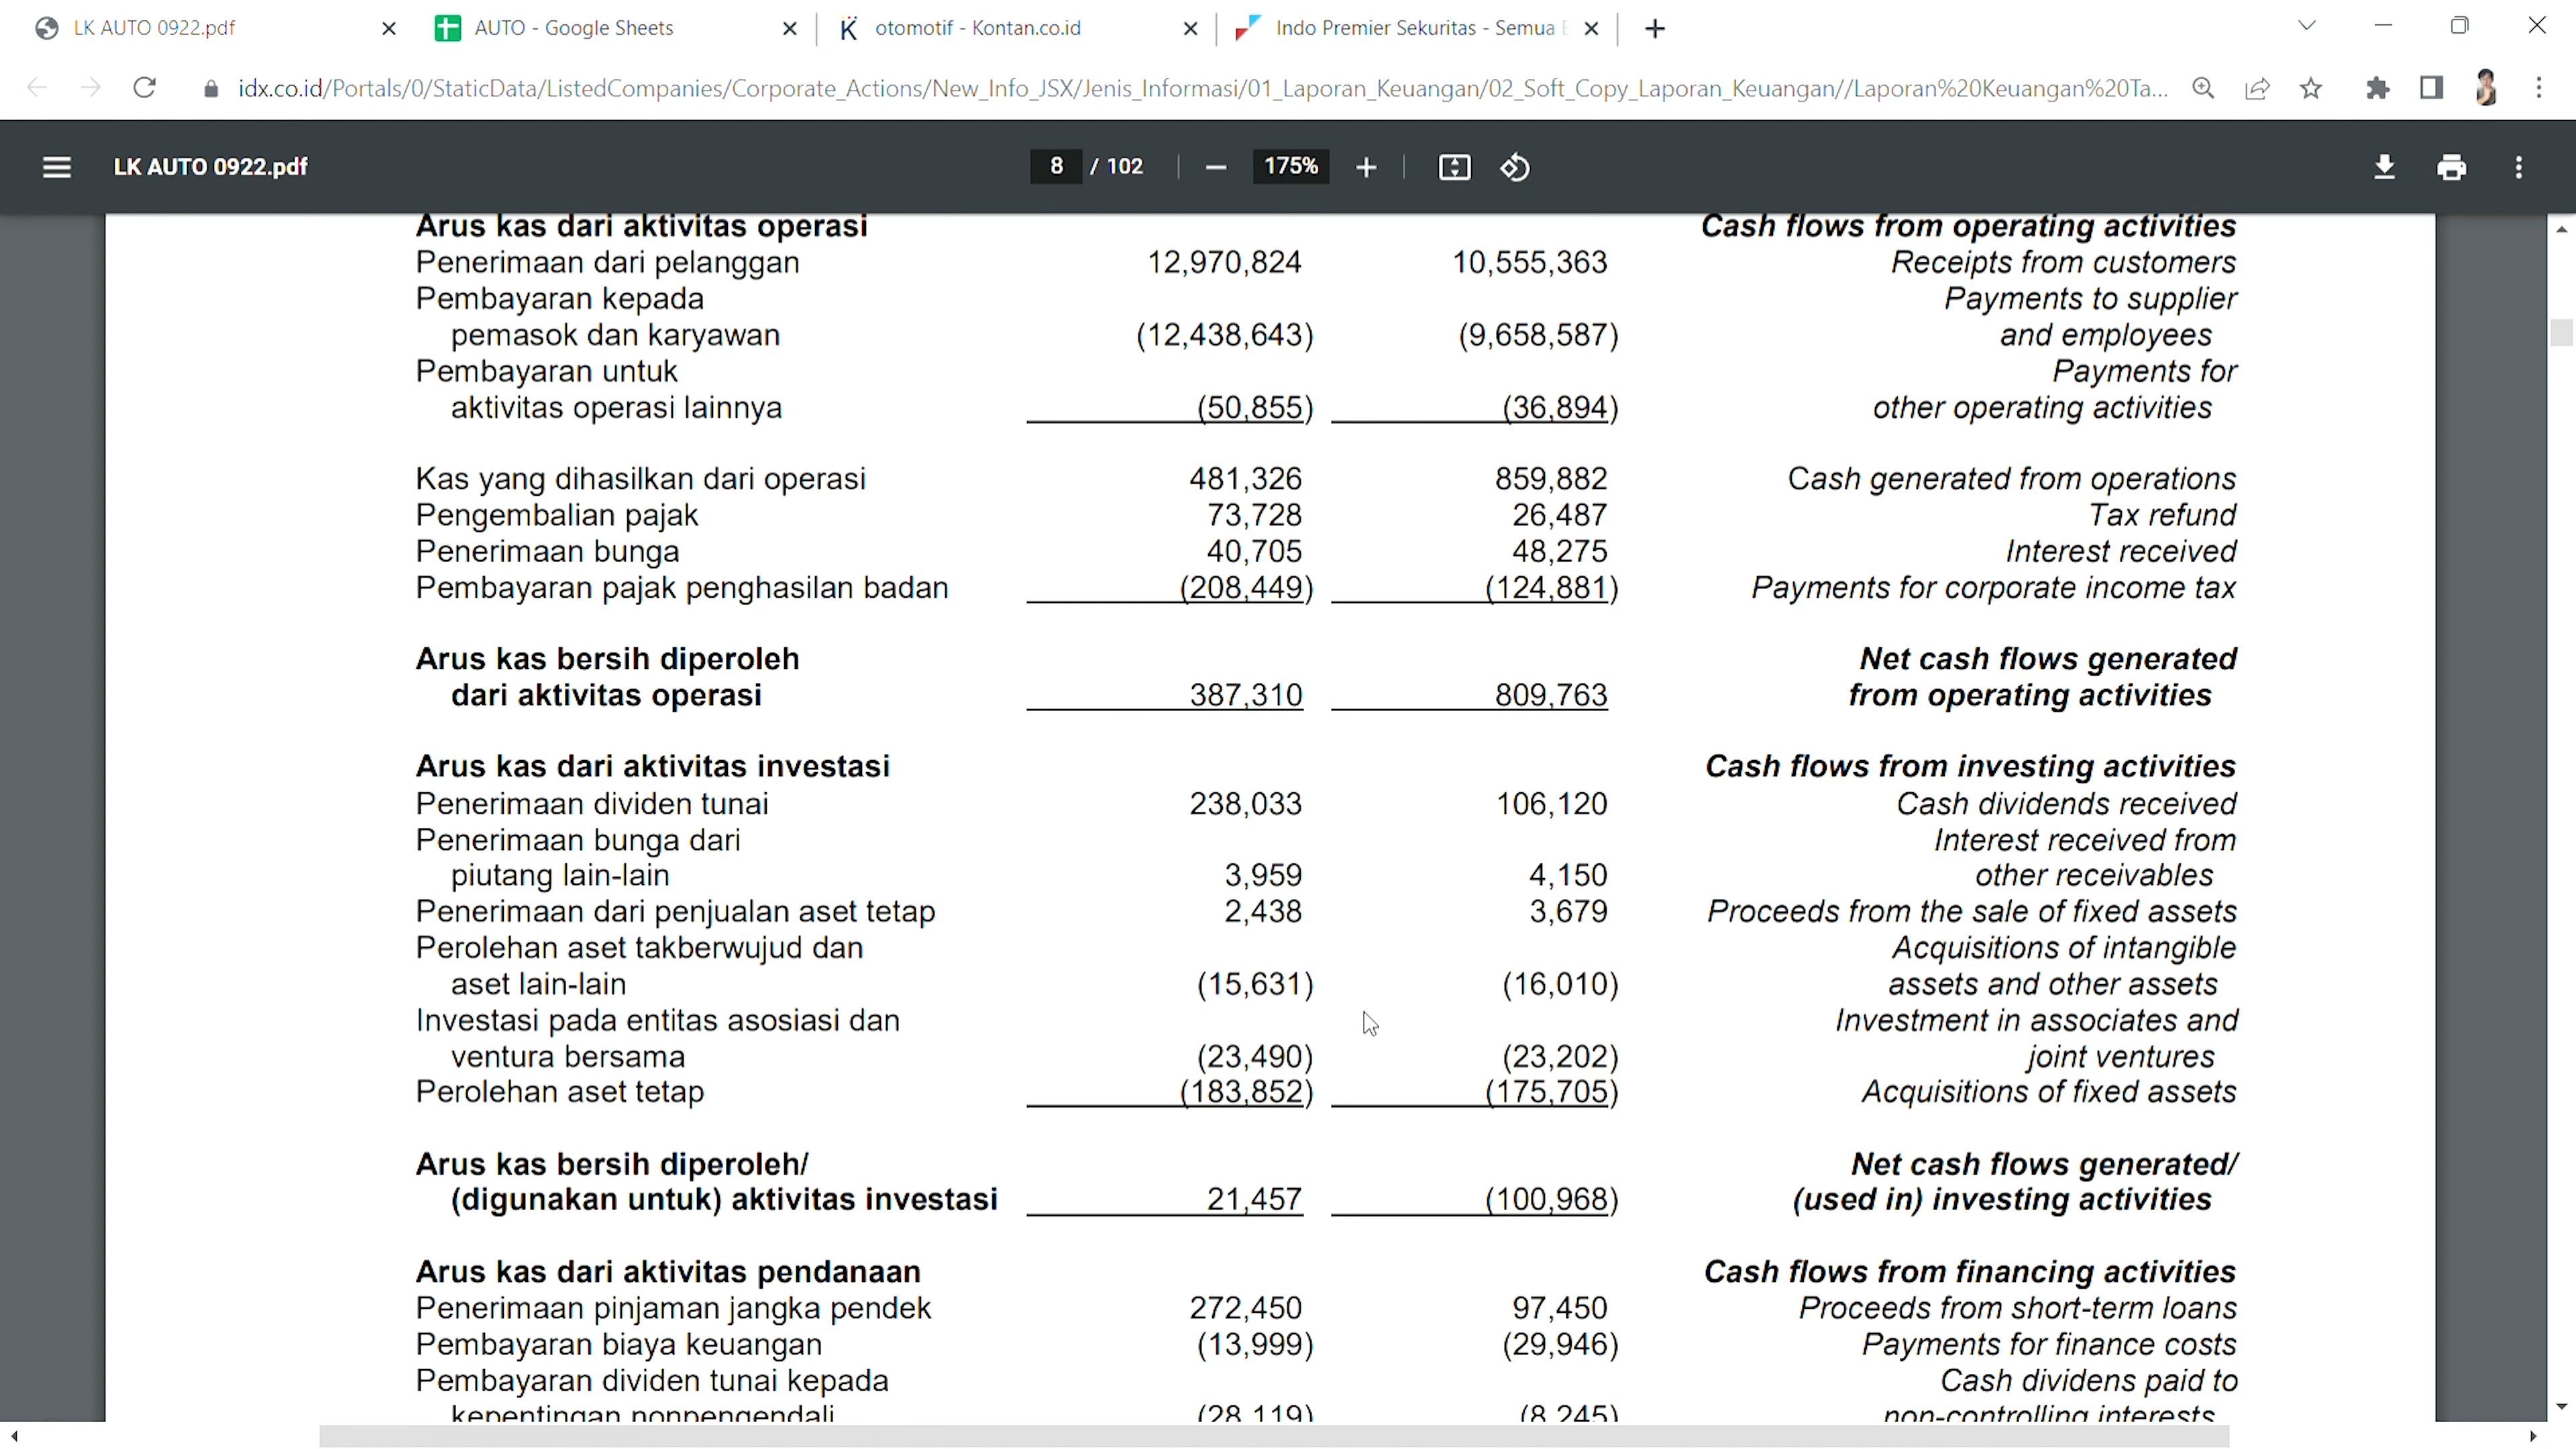 LK AUTO 0922.pdf
AUTO - Google Sheets
otomotif - Kontan.co.id
Indo Premier Sekuritas - Semua
idx.co.id/Portals/0/StaticData/ListedCompanies/Corporate_Actions/New_Info_JSX/Jenis_Informasi/01_Laporan_Keuangan/02_Soft_Copy_Laporan_Keuangan//Laporan%20Keuangan%20Ta...
LK AUTO 0922.pdf 8 / 102 175%
Arus kas dari aktivitas operasi Cash flows from operating activities
Penerimaan dari pelanggan 12,970,824 10,555,363 Receipts from customers
Pembayaran kepada Payments to supplier
pemasok dan karyawan (12,438,643) (9,658,587) and employees
Pembayaran untuk Payments for
aktivitas operasi lainnya (50,855) (36,894) other operating activities
Kas yang dihasilkan dari operasi 481,326 859,882 Cash generated from operations
Pengembalian pajak 73,728 26,487 Tax refund
Penerimaan bunga 40,705 48,275 Interest received
Pembayaran pajak penghasilan badan (208,449) (124,881) Payments for corporate income tax
Arus kas bersih diperoleh Net cash flows generated
dari aktivitas operasi 387,310 809,763 from operating activities
Arus kas dari aktivitas investasi Cash flows from investing activities
Penerimaan dividen tunai 238,033 106,120 Cash dividends received
Penerimaan bunga dari Interest received from
piutang lain-lain 3,959 4,150 other receivables
Penerimaan dari penjualan aset tetap 2,438 3,679 Proceeds from the sale of fixed assets
Perolehan aset takberwujud dan Acquisitions of intangible
aset lain-lain (15,631) (16,010) assets and other assets
Investasi pada entitas asosiasi dan Investment in associates and
ventura bersama (23,490) (23,202) joint ventures
Perolehan aset tetap (183,852) (175,705) Acquisitions of fixed assets
Arus kas bersih diperoleh/ Net cash flows generated/
(digunakan untuk) aktivitas investasi 21,457 (100,968) (used in) investing activities
Arus kas dari aktivitas pendanaan Cash flows from financing activities
Penerimaan pinjaman jangka pendek 272,450 97,450 Proceeds from short-term loans
Pembayaran biaya keuangan (13,999) (29,946) Payments for finance costs
Pembayaran dividen tunai kepada Cash dividens paid to
kepentingan nonpengendali (28,119) (8,245) non-controlling interests